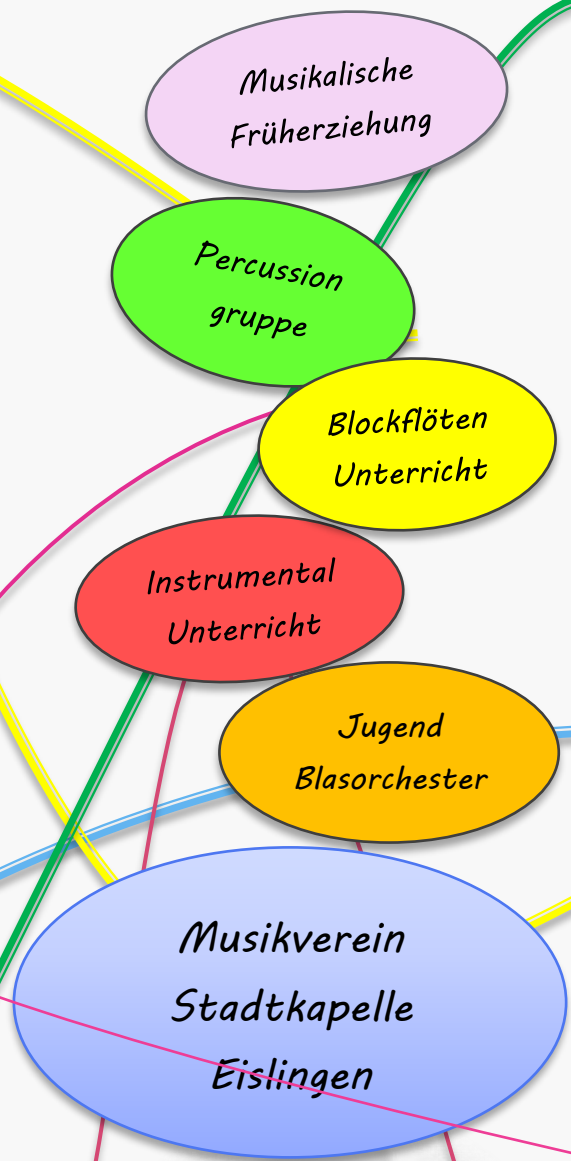 Musikalische
Früherziehung
Percussion
gruppe
Blockflöten
Unterricht
Instrumental
Unterricht
Jugend
Blasorchester
Musikverein
Stadtkapelle
Eislingen